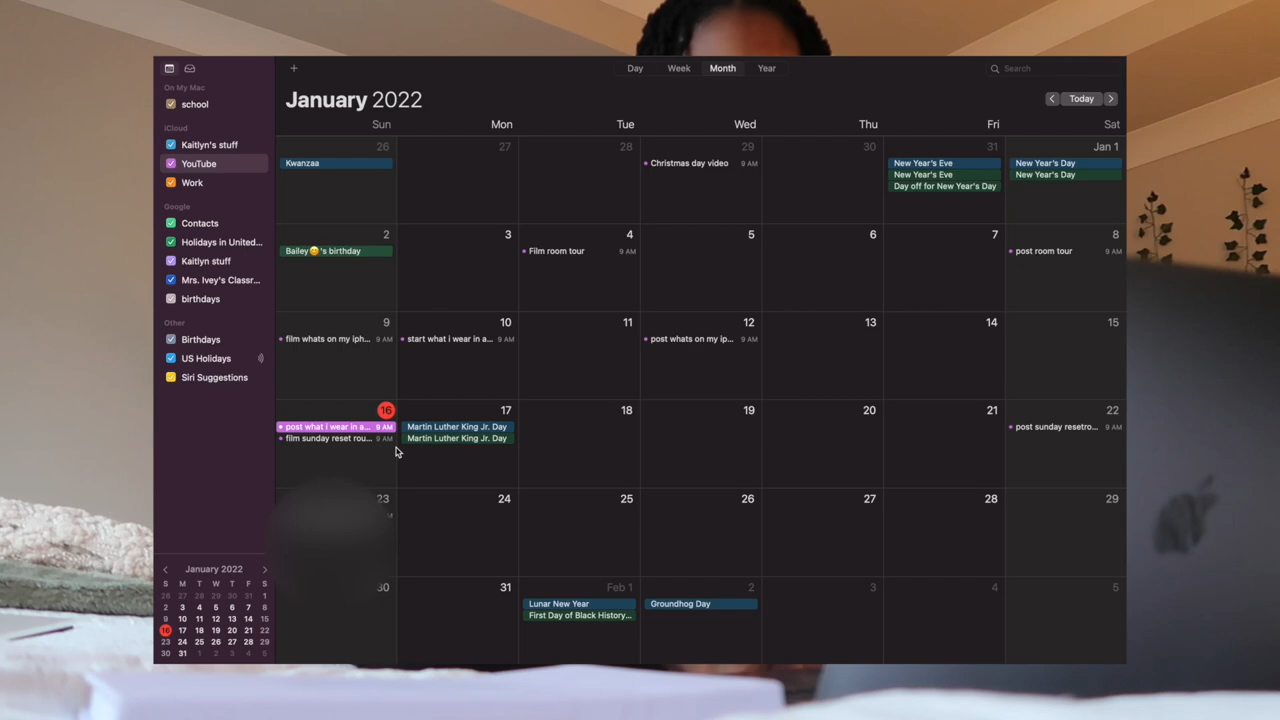 Day Week Month Year
Search
On My Mac
school
iCloud
Kaitlyn's stuff
YouTube
Work
Google
Contacts
Holidays in United...
Kaitlyn stuff
Mrs. Ivey's Classr...
birthdays
Other
Birthdays
US Holidays
Siri Suggestions
January 2022
S M T W T F S
26 27 28 29 30 31 1
2 3 4 5 6 7 8
9 10 11 12 13 14 15
16 17 18 19 20 21 22
23 24 25 26 27 28 29
30 31 1 2 3 4 5
January 2022
Today
Sun Mon Tue Wed Thu Fri Sat
26 27 28 29 30 31 Jan 1
Kwanzaa
Christmas day video 9 AM
New Year's Eve
New Year's Eve
Day off for New Year's Day
New Year's Day
New Year's Day
2 3 4 5 6 7 8
Bailey😊's birthday
Film room tour 9 AM
post room tour 9 AM
9 10 11 12 13 14 15
film whats on my iph... 9 AM
start what i wear in a... 9 AM
post whats on my ip... 9 AM
16 17 18 19 20 21 22
post what i wear in a... 9 AM
film sunday reset rou... 9 AM
Martin Luther King Jr. Day
Martin Luther King Jr. Day
post sunday resetro... 9 AM
23 24 25 26 27 28 29
30 31 Feb 1 2 3 4 5
Lunar New Year
First Day of Black History...
Groundhog Day